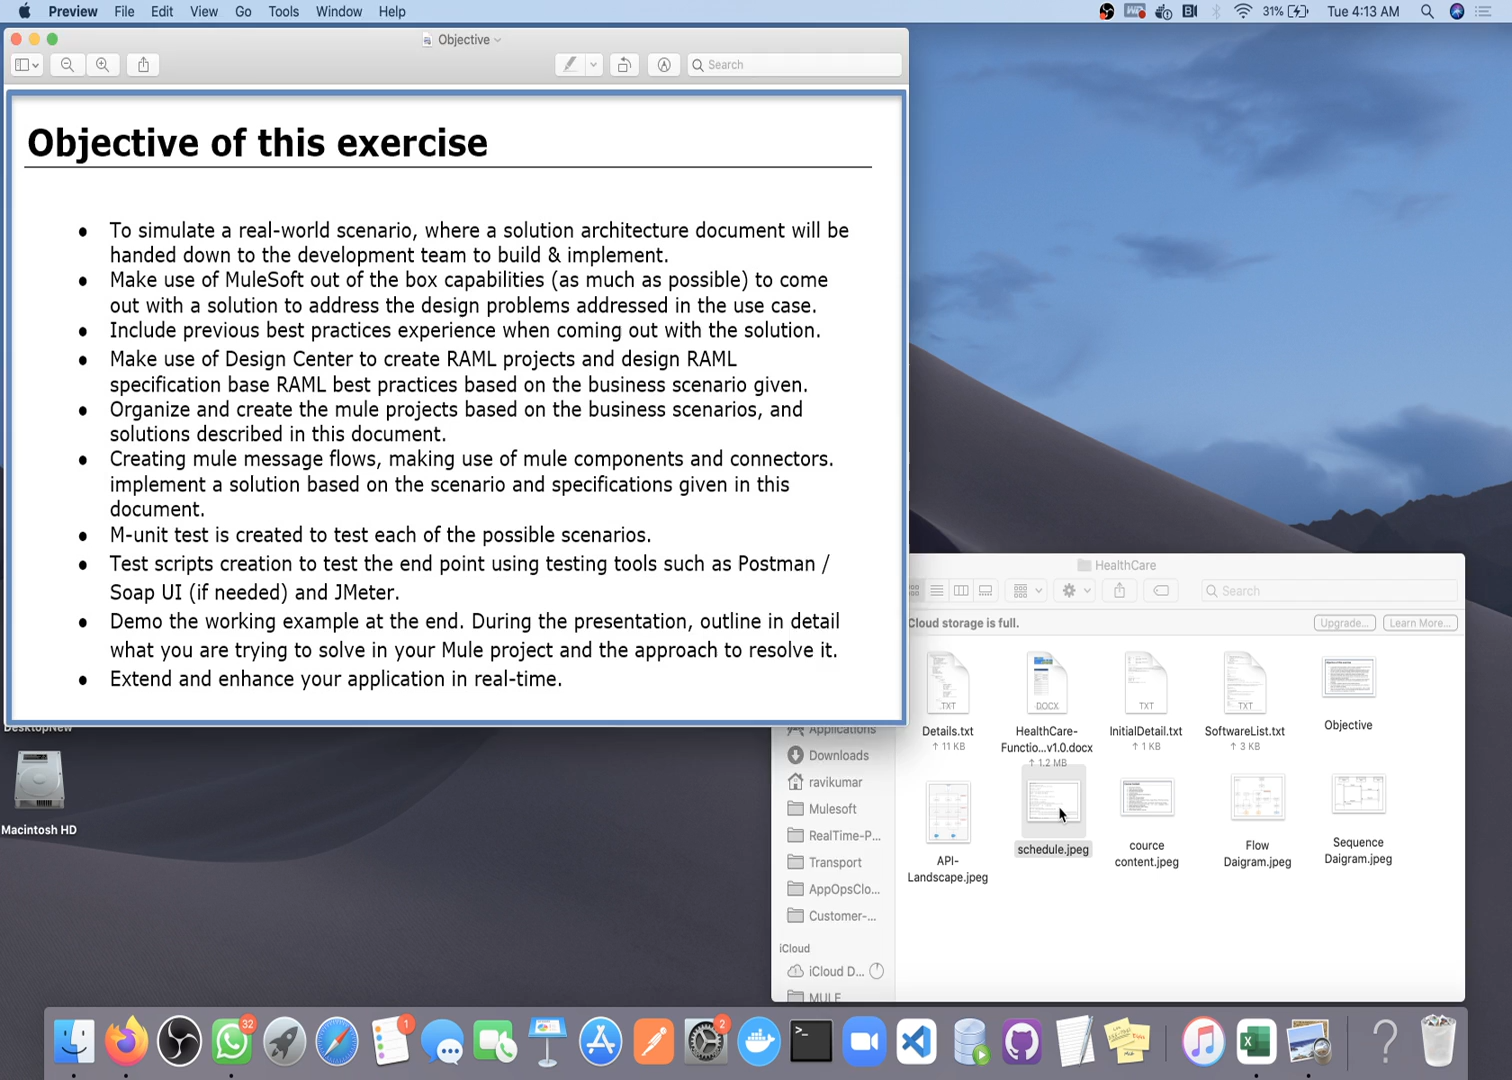 Preview File Edit View Go Tools Window Help
31% Tue 4:13 AM
Objective
Search
Objective of this exercise
To simulate a real-world scenario, where a solution architecture document will be
handed down to the development team to build & implement.
Make use of MuleSoft out of the box capabilities (as much as possible) to come
out with a solution to address the design problems addressed in the use case.
Include previous best practices experience when coming out with the solution.
Make use of Design Center to create RAML projects and design RAML
specification base RAML best practices based on the business scenario given.
Organize and create the mule projects based on the business scenarios, and
solutions described in this document.
Creating mule message flows, making use of mule components and connectors.
implement a solution based on the scenario and specifications given in this
document.
M-unit test is created to test each of the possible scenarios.
Test scripts creation to test the end point using testing tools such as Postman /
Soap UI (if needed) and JMeter.
Demo the working example at the end. During the presentation, outline in detail
what you are trying to solve in your Mule project and the approach to resolve it.
Extend and enhance your application in real-time.
DesktopNew
Macintosh HD
HealthCare
Search
Cloud storage is full.
Upgrade... Learn More...
TXT
DOCX
TXT
TXT
Details.txt
↑ 11 KB
HealthCare-
Functio...v1.0.docx
↑ 1.2 MB
InitialDetail.txt
↑ 1 KB
SoftwareList.txt
↑ 3 KB
Objective
API-
Landscape.jpeg
schedule.jpeg
cource
content.jpeg
Flow
Daigram.jpeg
Sequence
Daigram.jpeg
Applications
Downloads
ravikumar
Mulesoft
RealTime-P...
Transport
AppOpsClo...
Customer-...
iCloud
iCloud D...
MULE
32
1
2